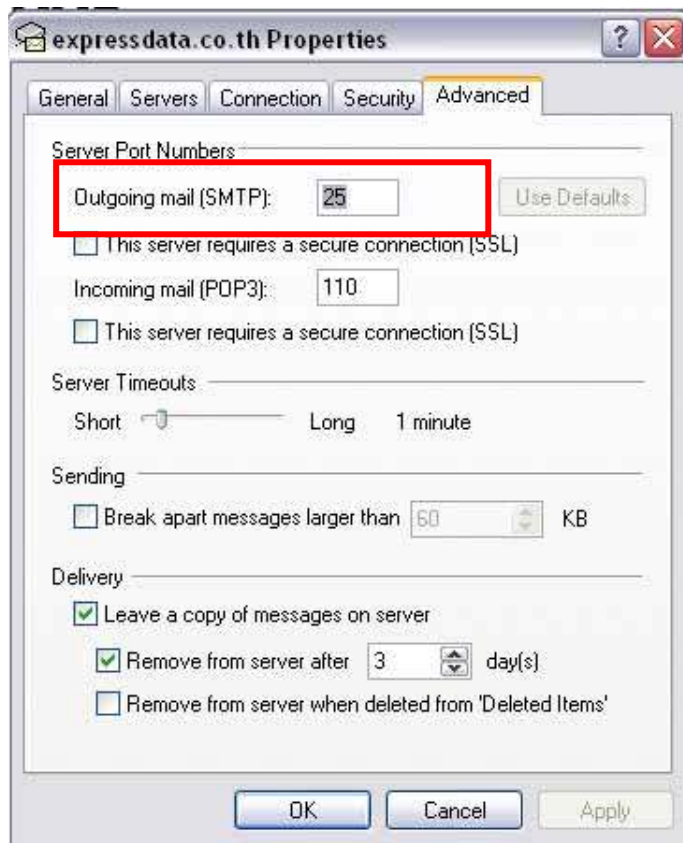 expressdata.co.th Properties
General Servers Connection Security Advanced
Server Port Numbers
Outgoing mail (SMTP): 25 Use Defaults
This server requires a secure connection (SSL)
Incoming mail (POP3): 110
This server requires a secure connection (SSL)
Server Timeouts
Short Long 1 minute
Sending
Break apart messages larger than 60 KB
Delivery
Leave a copy of messages on server
Remove from server after 3 day(s)
Remove from server when deleted from 'Deleted Items'
OK Cancel Apply